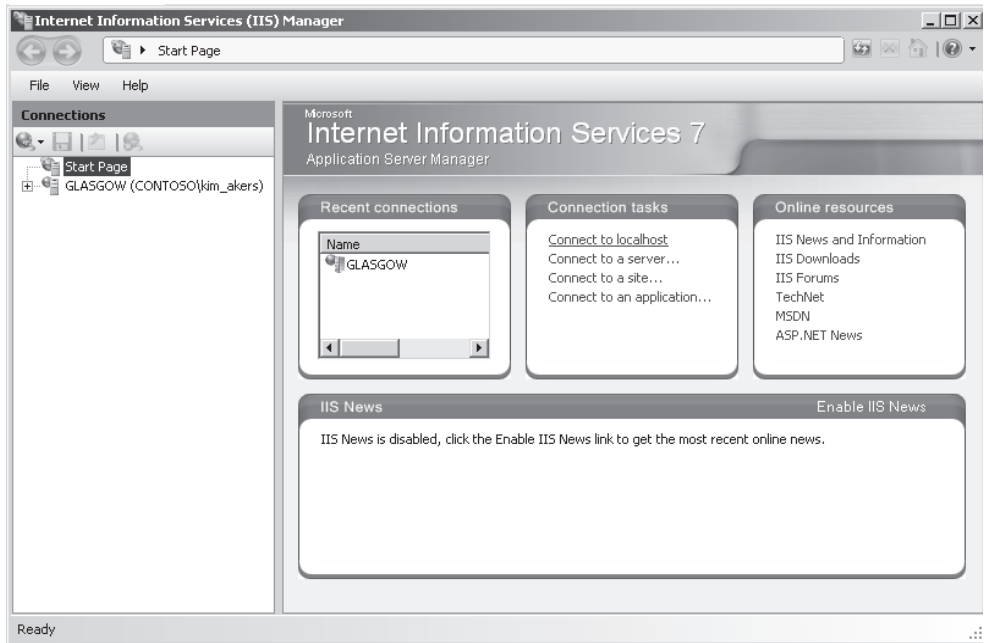 Internet Information Services (IIS) Manager
Start Page
File View Help
Connections
Start Page
GLASGOW (CONTOSO\kim_akers)
Microsoft
Internet Information Services 7
Application Server Manager
Recent connections
Name
GLASGOW
Connection tasks
Connect to localhost
Connect to a server...
Connect to a site...
Connect to an application...
Online resources
IIS News and Information
IIS Downloads
IIS Forums
TechNet
MSDN
ASP.NET News
IIS News
Enable IIS News
IIS News is disabled, click the Enable IIS News link to get the most recent online news.
Ready